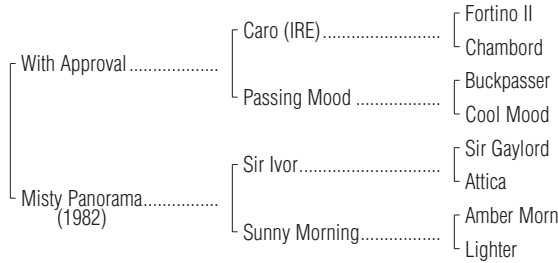 Fortino II
Caro (IRE)......................
Chambord
With Approval .................
Buckpasser
Passing Mood ................
Cool Mood
Sir Gaylord
Sir Ivor...........................
Attica
Misty Panorama..............
(1982)
Amber Morn
Sunny Morning...............
Lighter